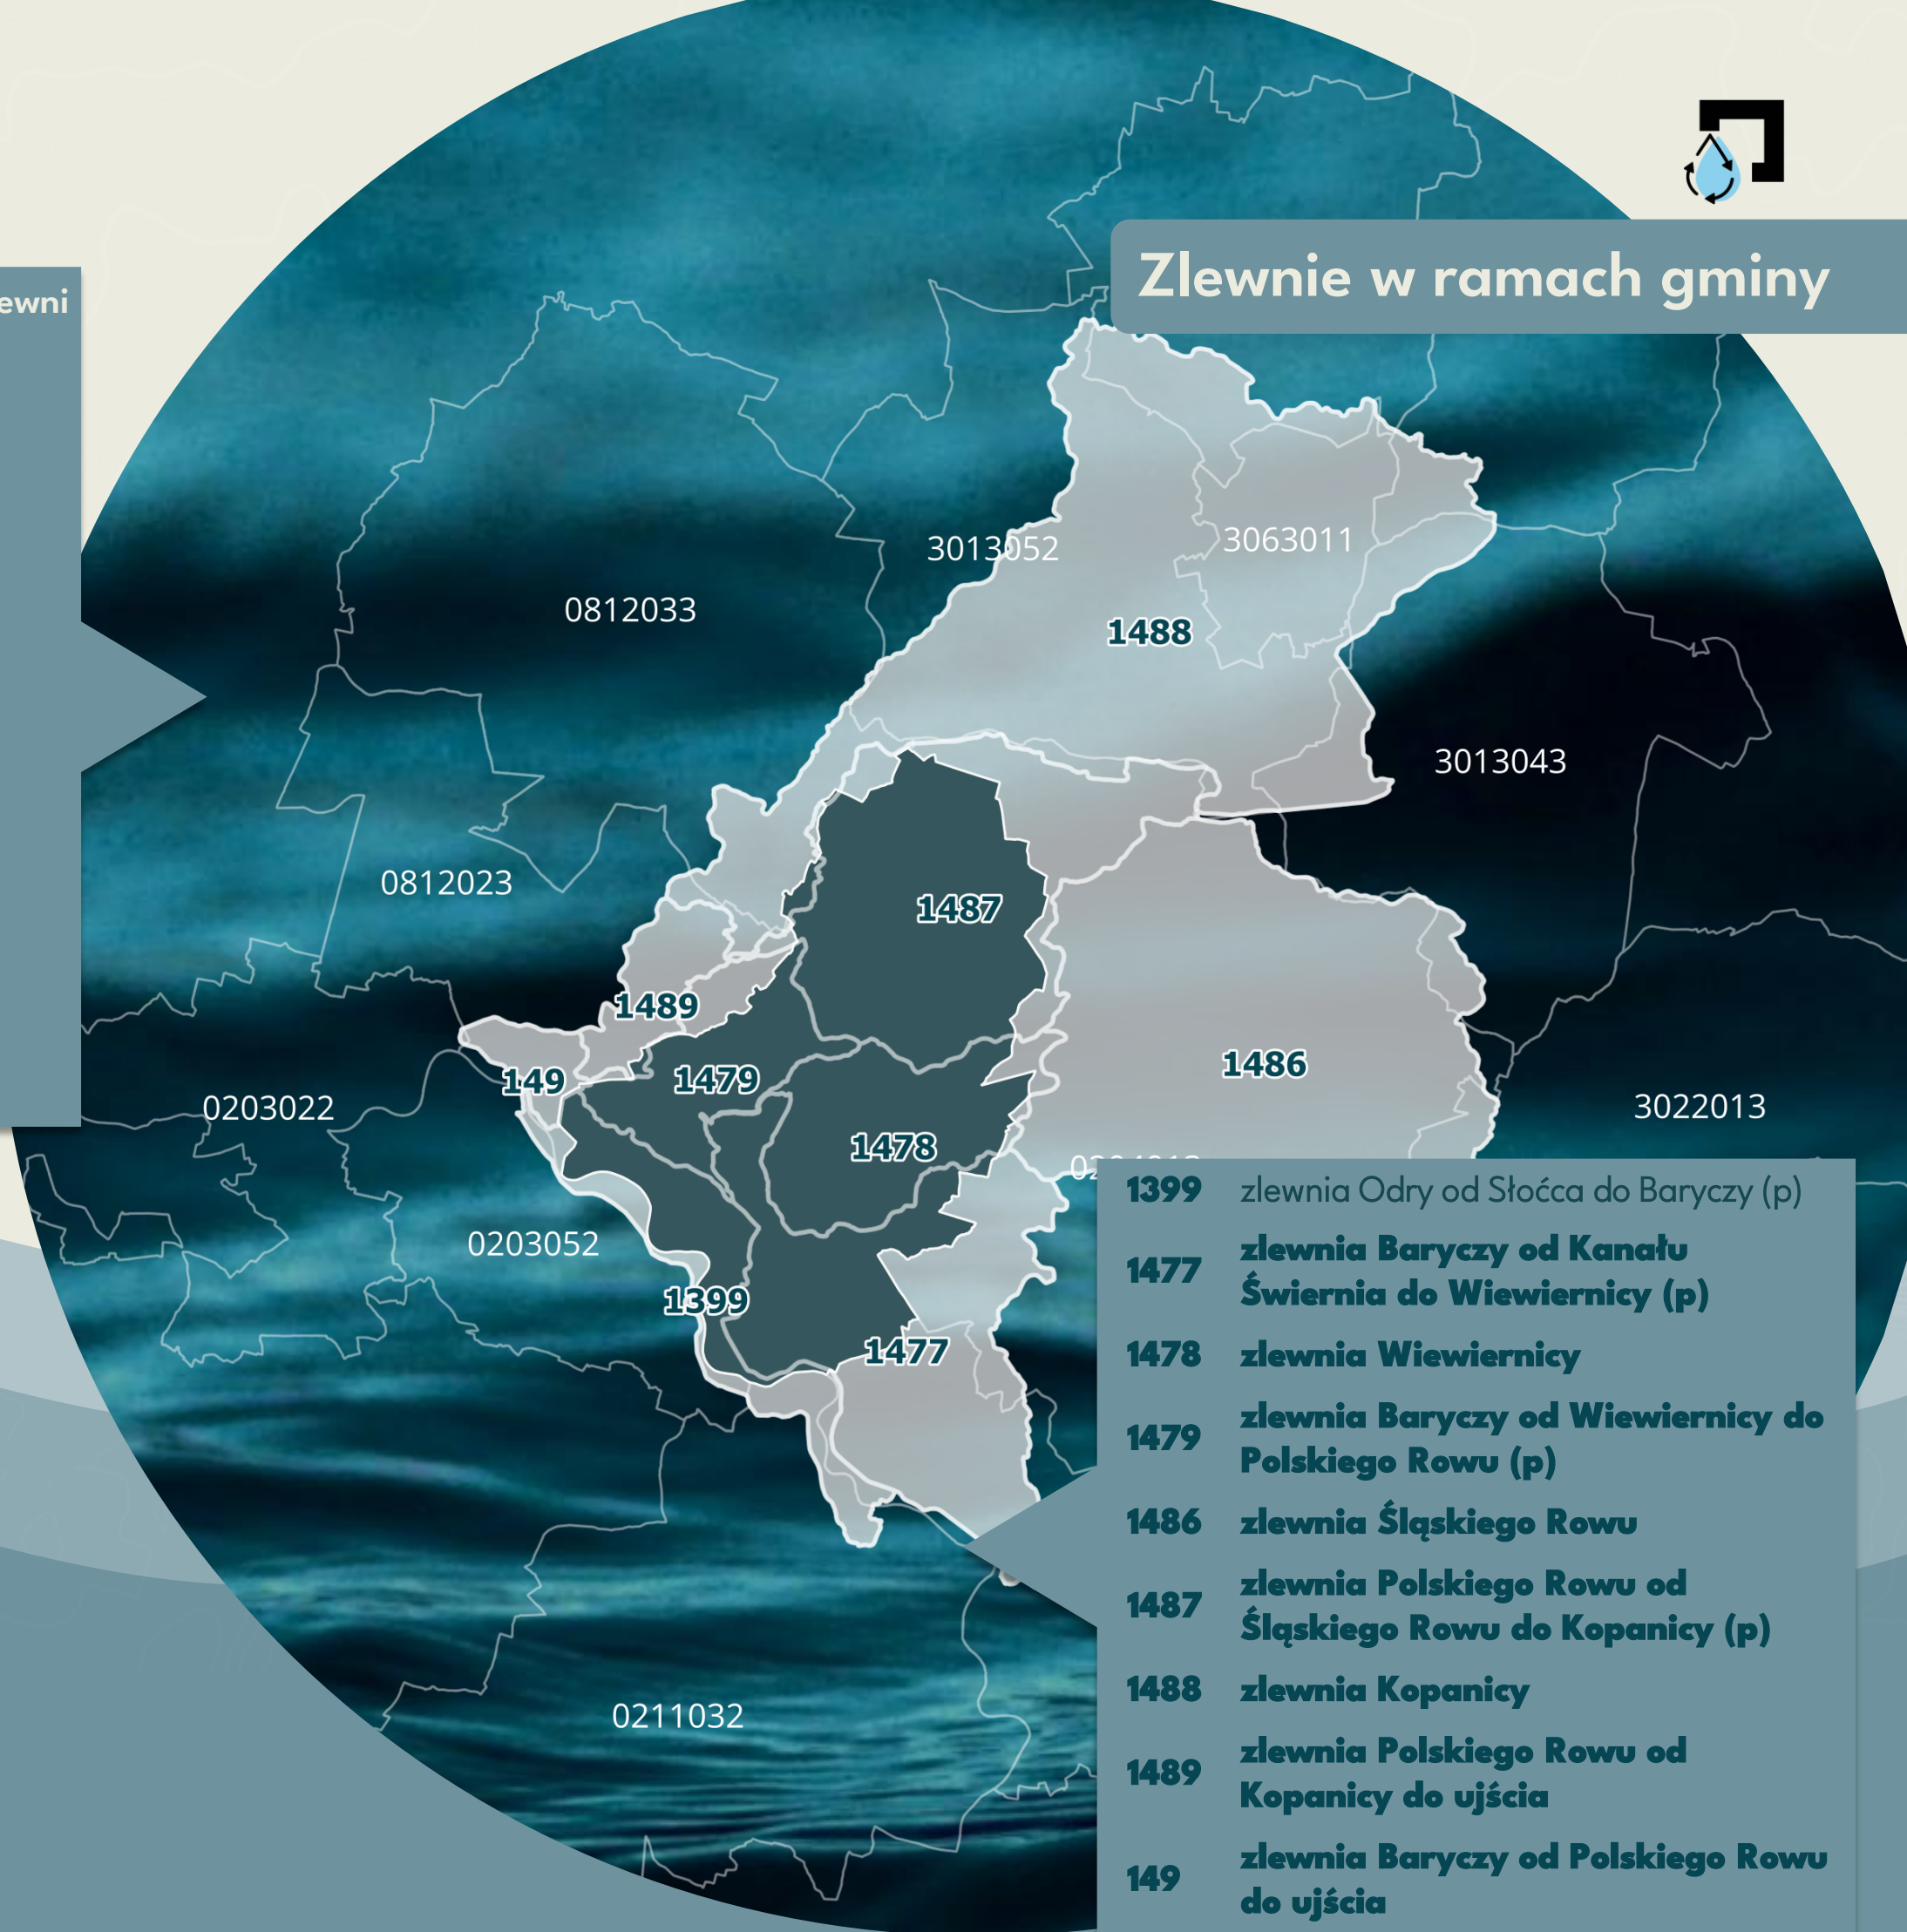 Zlewnie w ramach gminy
ewni
3013052
3063011
0812033
1488
3013043
0812023
1487
1489
1486
149
1479
0203022
3022013
1478
0203052
1399
1477
0211032
1399 zlewnia Odry od Słoćca do Baryczy (p)
1477 zlewnia Baryczy od Kanału
Świernia do Wiewiernicy (p)
1478 zlewnia Wiewiernicy
1479 zlewnia Baryczy od Wiewiernicy do
Polskiego Rowu (p)
1486 zlewnia Śląskiego Rowu
1487 zlewnia Polskiego Rowu od
Śląskiego Rowu do Kopanicy (p)
1488 zlewnia Kopanicy
1489 zlewnia Polskiego Rowu od
Kopanicy do ujścia
149 zlewnia Baryczy od Polskiego Rowu
do ujścia